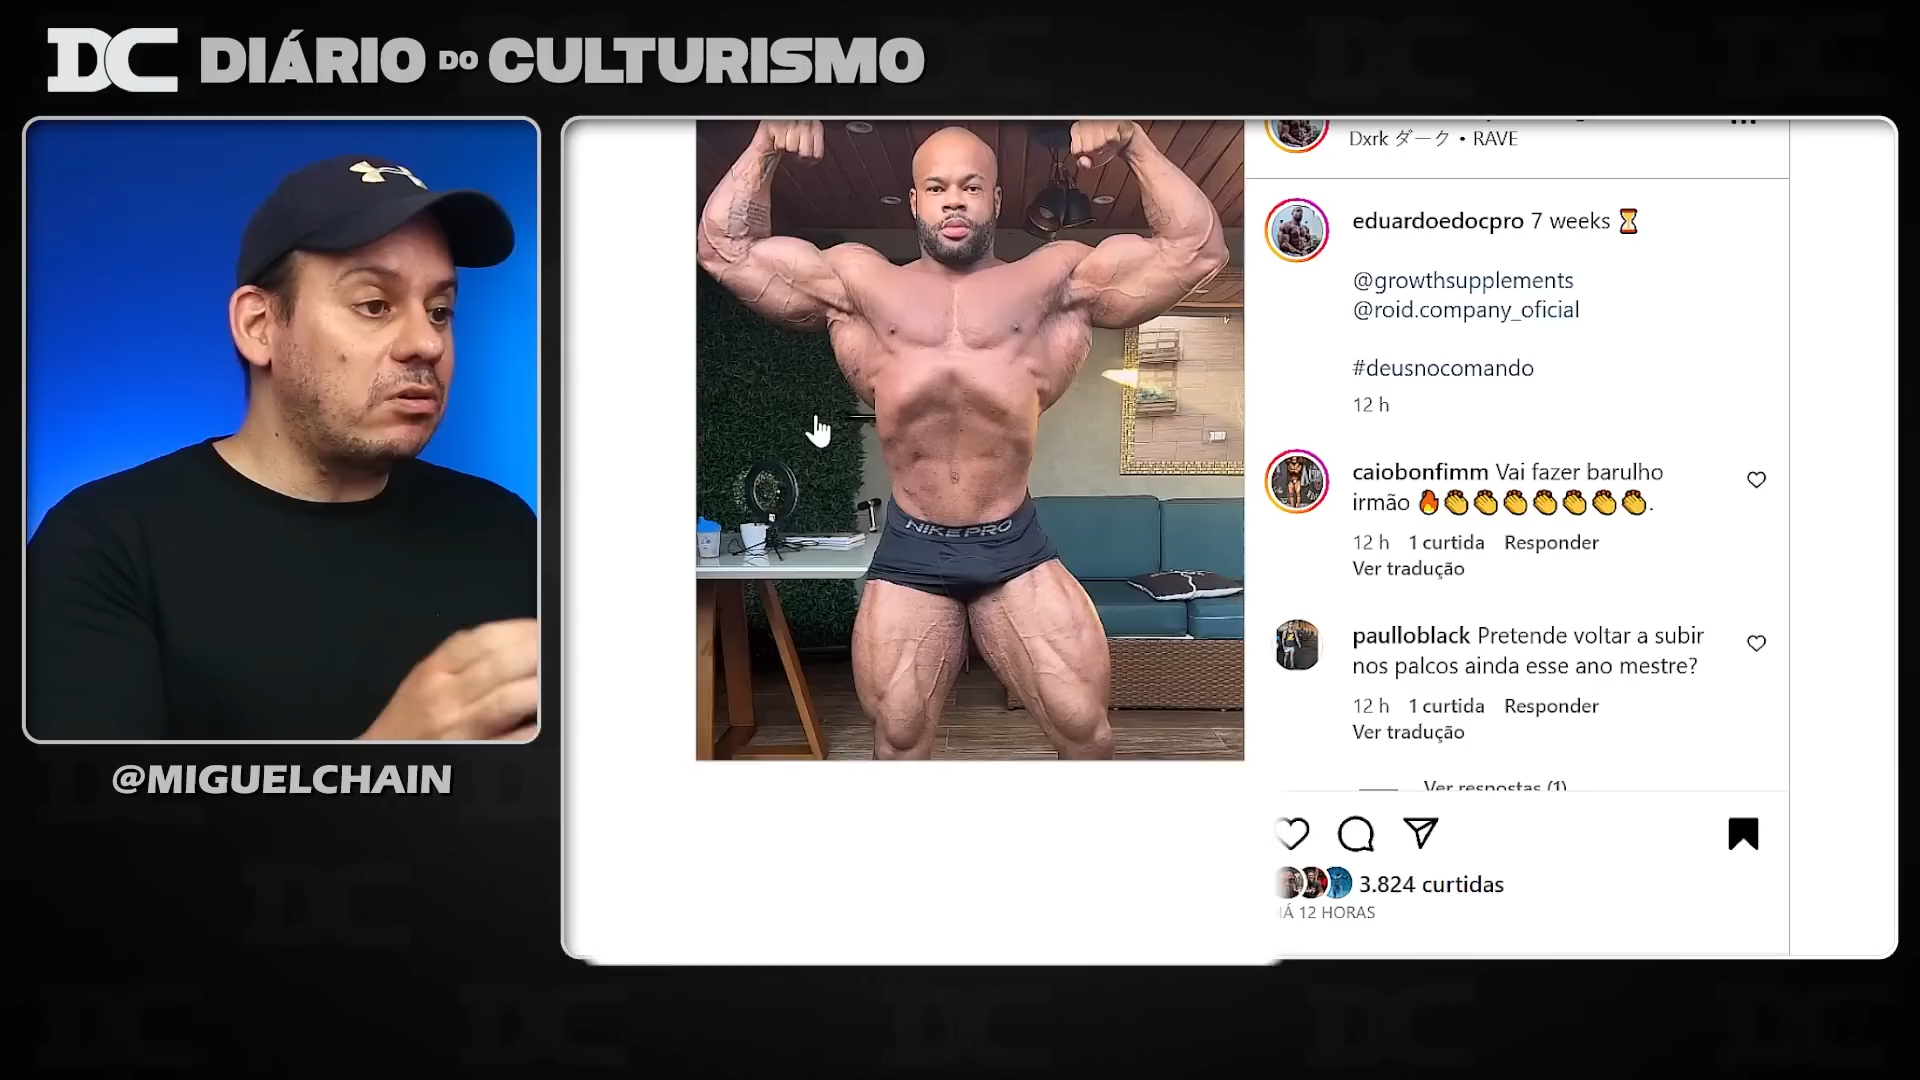 DC DIÁRIO DO CULTURISMO
@MIGUELCHAIN
NIKE PRO
Dxrk ダーク • RAVE
eduardoedocpro 7 weeks ⏳
@growthsupplements
@roid.company_oficial
#deusnocomando
12 h
caiobonfimm Vai fazer barulho
irmão 🔥👏👏👏👏👏👏👏.
12 h 1 curtida Responder
Ver tradução
paulloblack Pretende voltar a subir
nos palcos ainda esse ano mestre?
12 h 1 curtida Responder
Ver tradução
Ver respostas (1)
3.824 curtidas
HÁ 12 HORAS